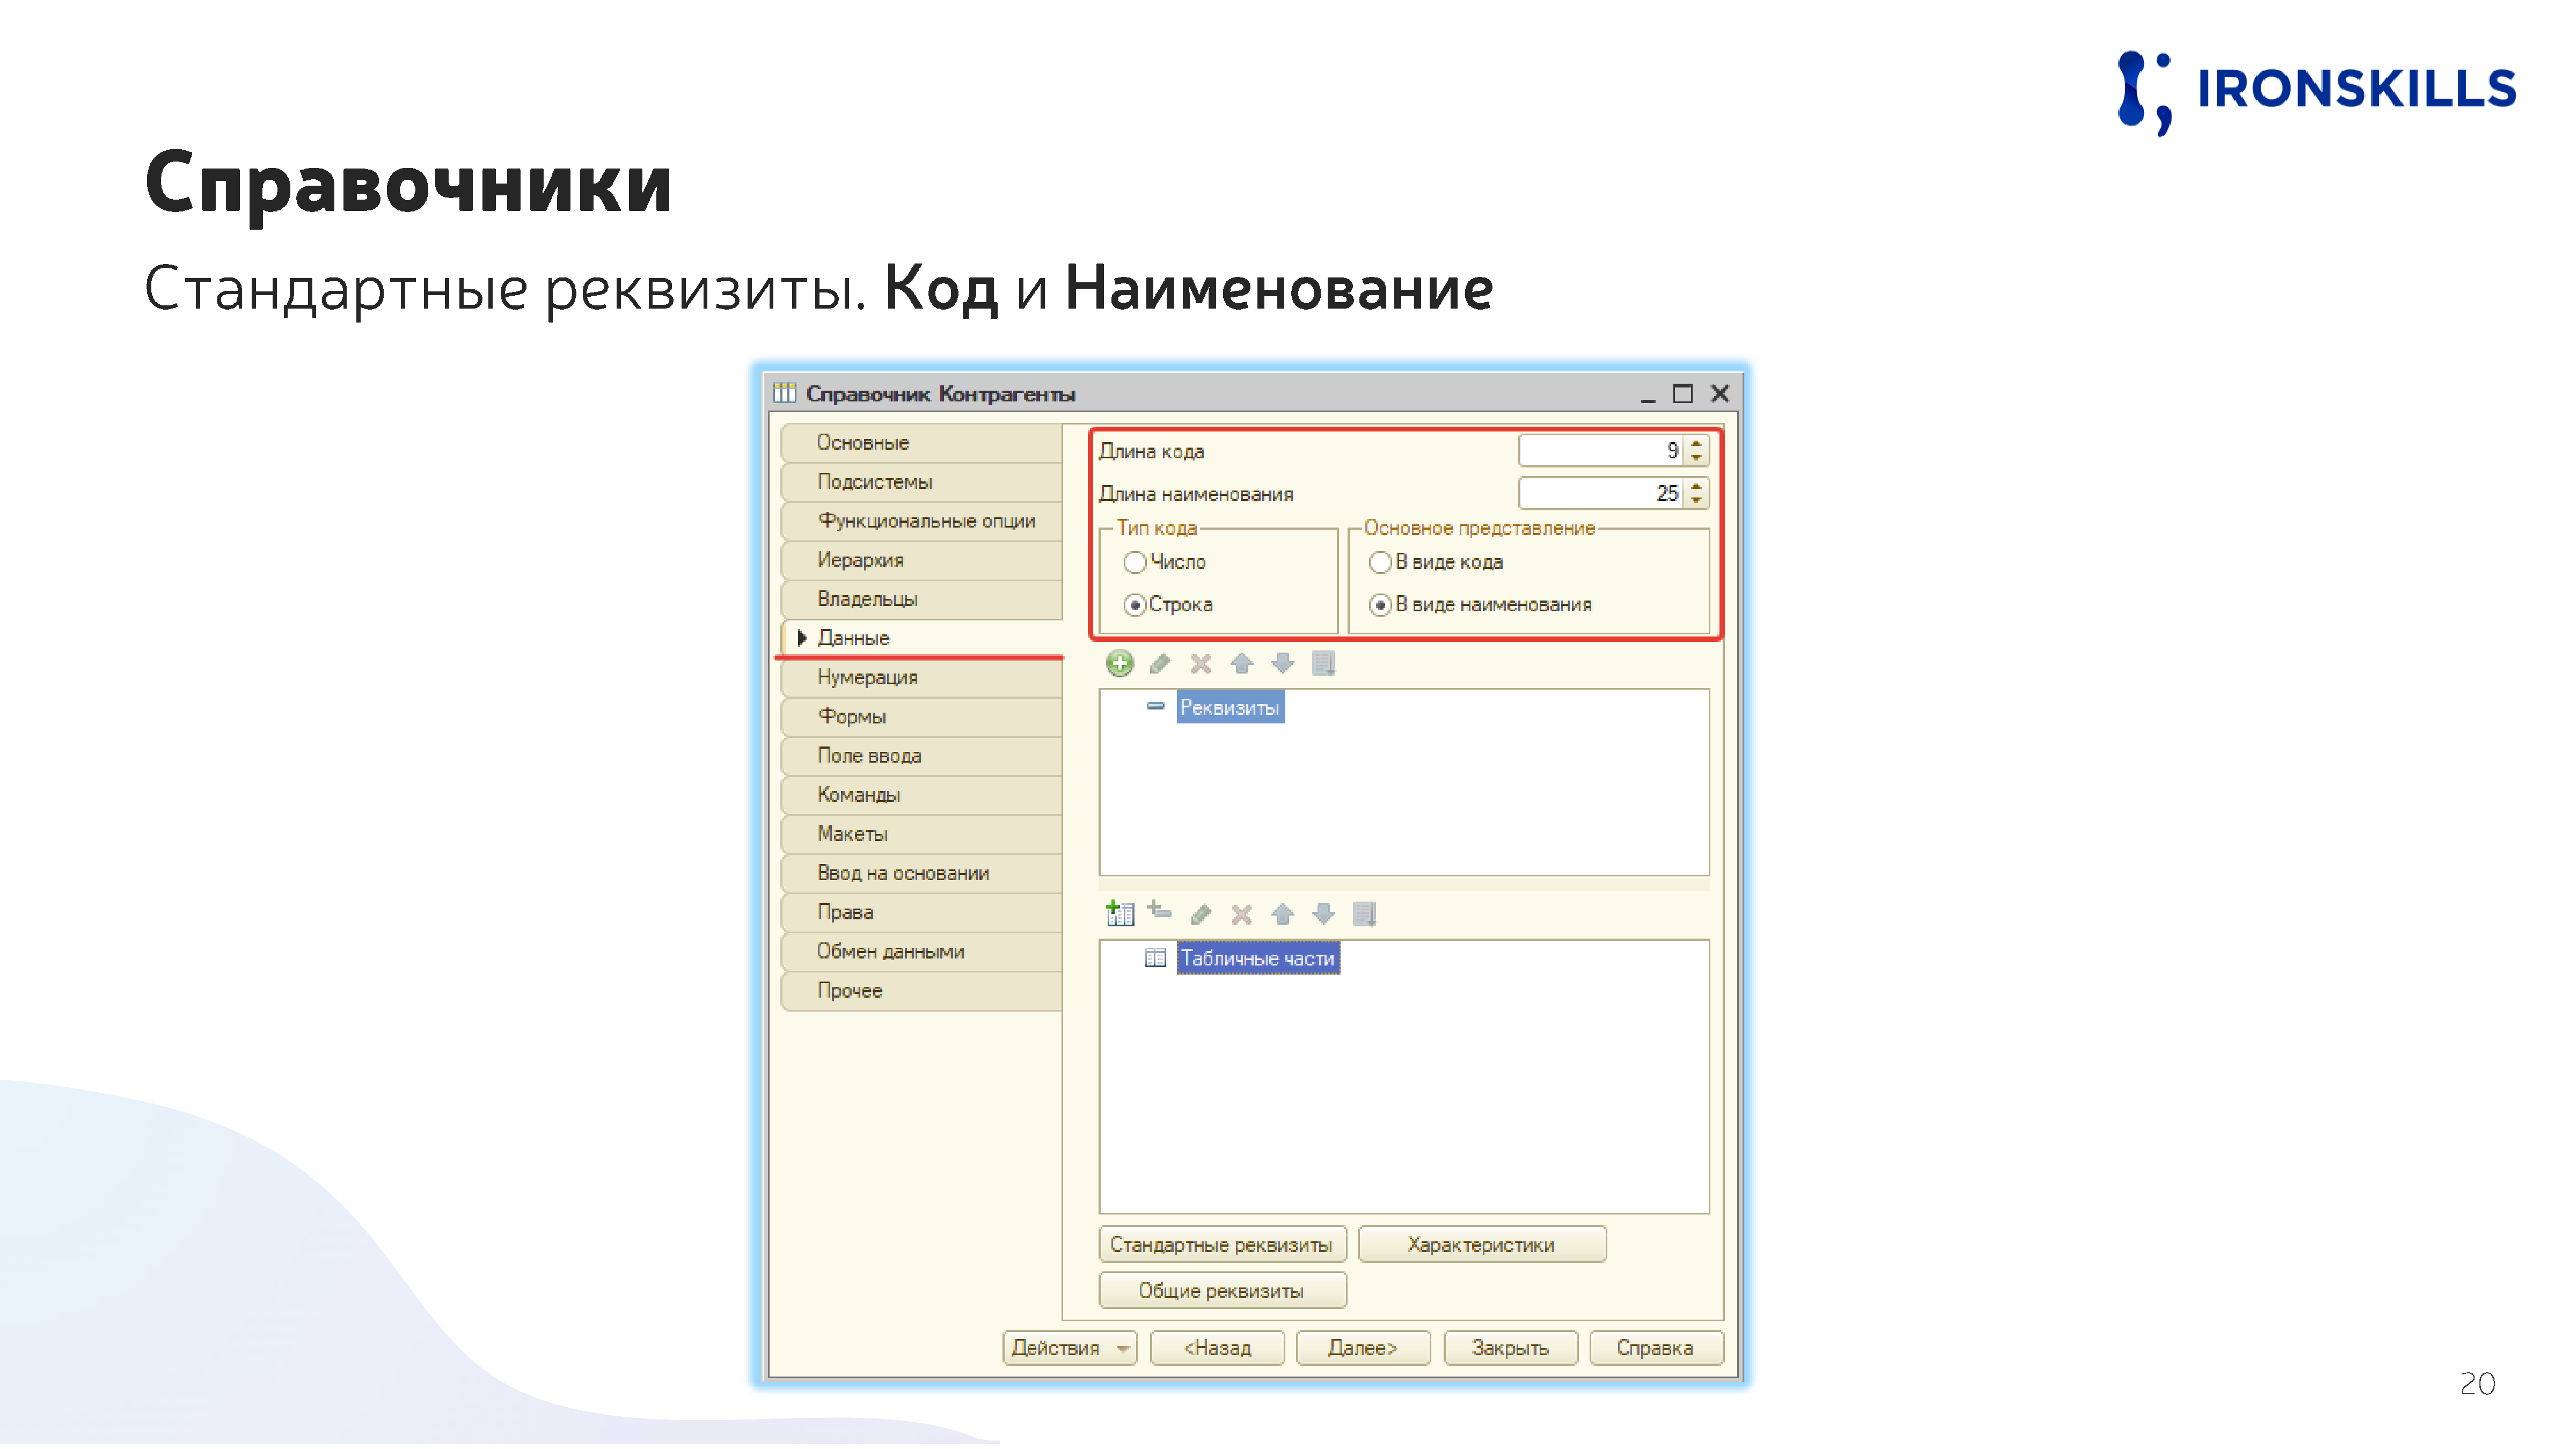 IRONSKILLS
Справочники
Стандартные реквизиты. Код и Наименование
Справочник Контрагенты
Основные
Подсистемы
Функциональные опции
Иерархия
Владельцы
Данные
Нумерация
Формы
Поле ввода
Команды
Макеты
Ввод на основании
Права
Обмен данными
Прочее
Длина кода 9
Длина наименования 25
Тип кода Основное представление
Число В виде кода
Строка В виде наименования
Реквизиты
Табличные части
Стандартные реквизиты Характеристики
Общие реквизиты
Действия <Назад Далее> Закрыть Справка
20